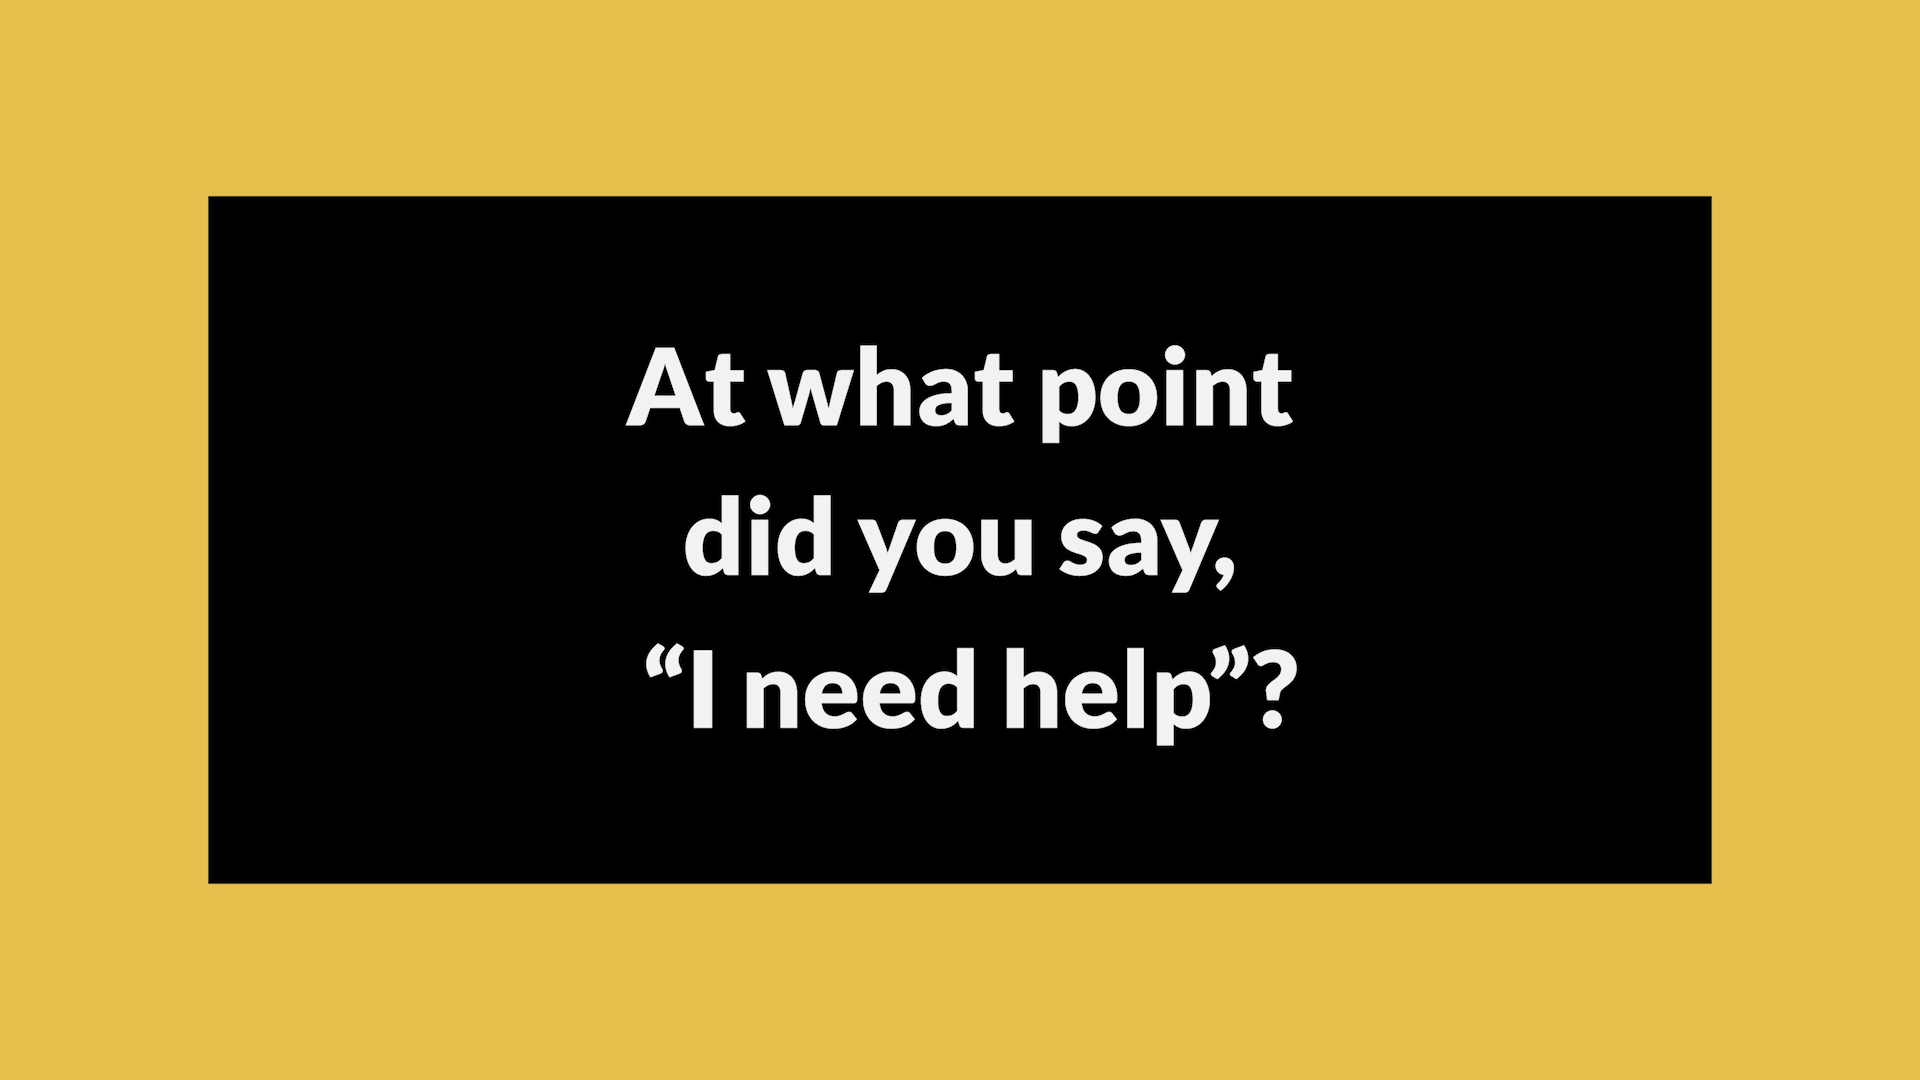 At what point
did you say,
“I need help”?